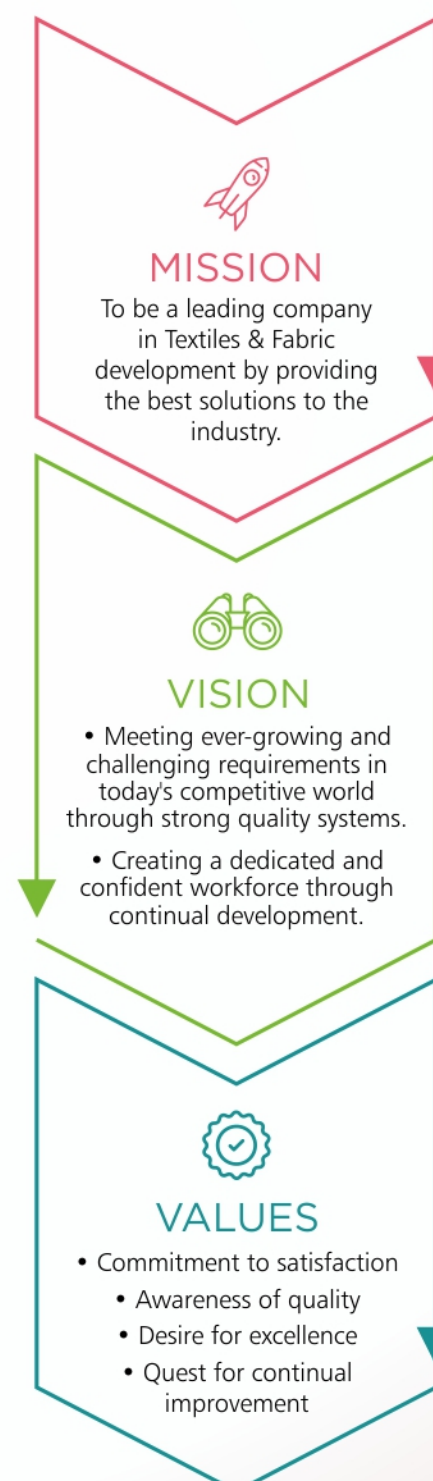 MISSION
To be a leading company
in Textiles & Fabric
development by providing
the best solutions to the
industry.
VISION
• Meeting ever-growing and
challenging requirements in
today's competitive world
through strong quality systems.
• Creating a dedicated and
confident workforce through
continual development.
VALUES
• Commitment to satisfaction
• Awareness of quality
• Desire for excellence
• Quest for continual
improvement